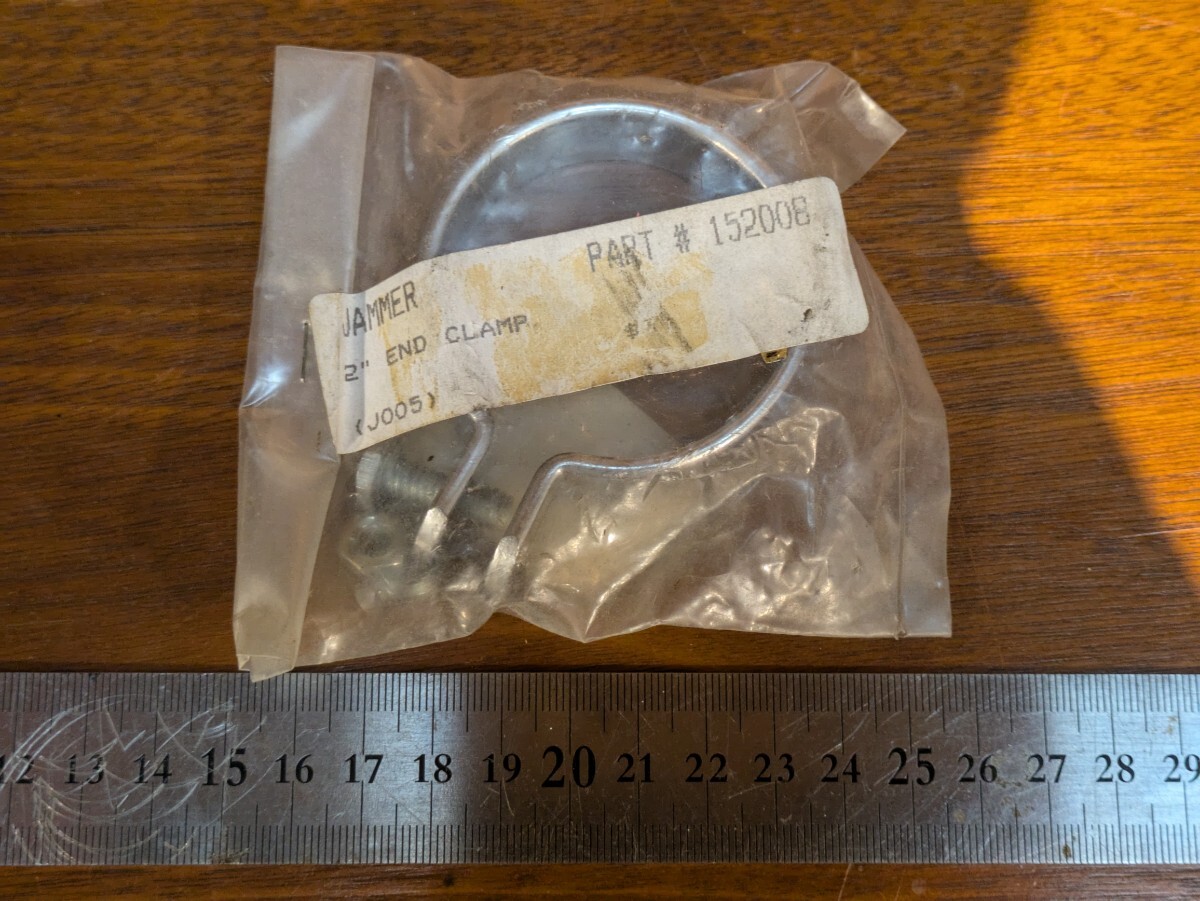 PART # 152008
JAMMER
2" END CLAMP
(J005)
12 13 14 15 16 17 18 19 20 21 22 23 24 25 26 27 28 29